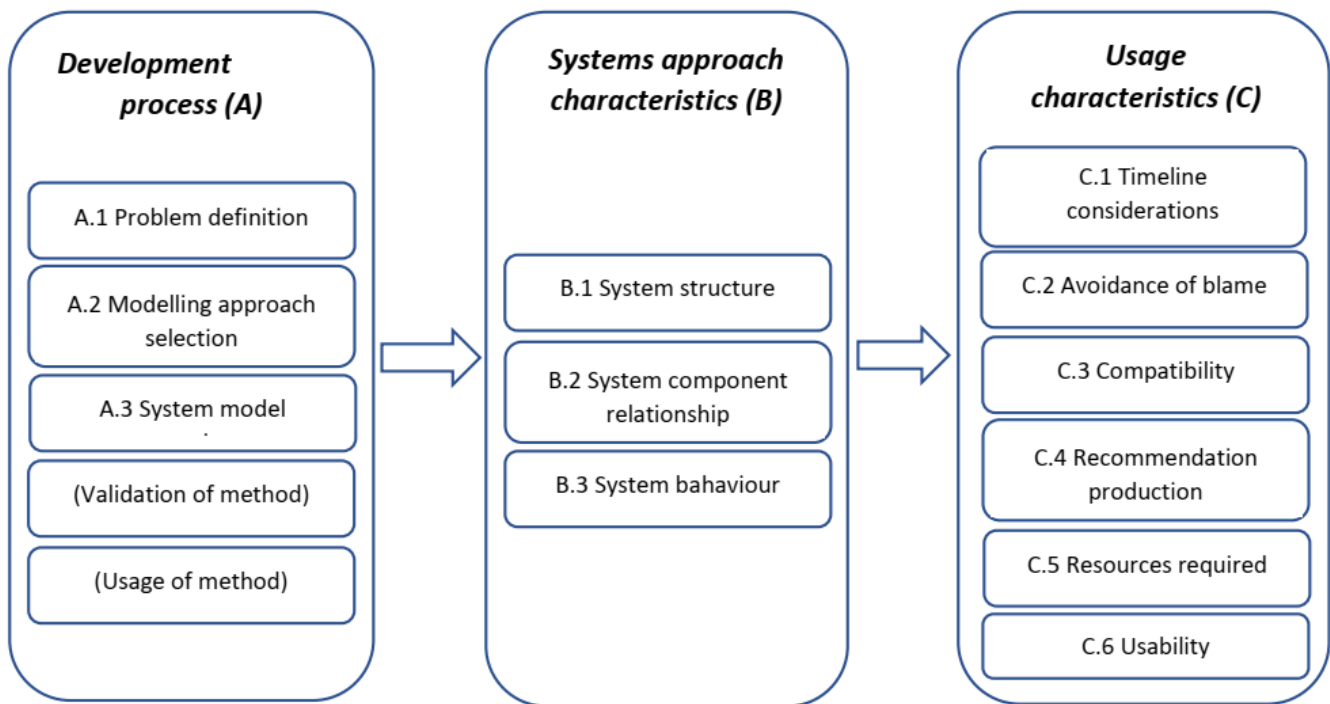 Development
process (A)
A.1 Problem definition
A.2 Modelling approach
selection
A.3 System model
.
(Validation of method)
(Usage of method)
Systems approach
characteristics (B)
B.1 System structure
B.2 System component
relationship
B.3 System bahaviour
Usage
characteristics (C)
C.1 Timeline
considerations
C.2 Avoidance of blame
C.3 Compatibility
C.4 Recommendation
production
C.5 Resources required
C.6 Usability